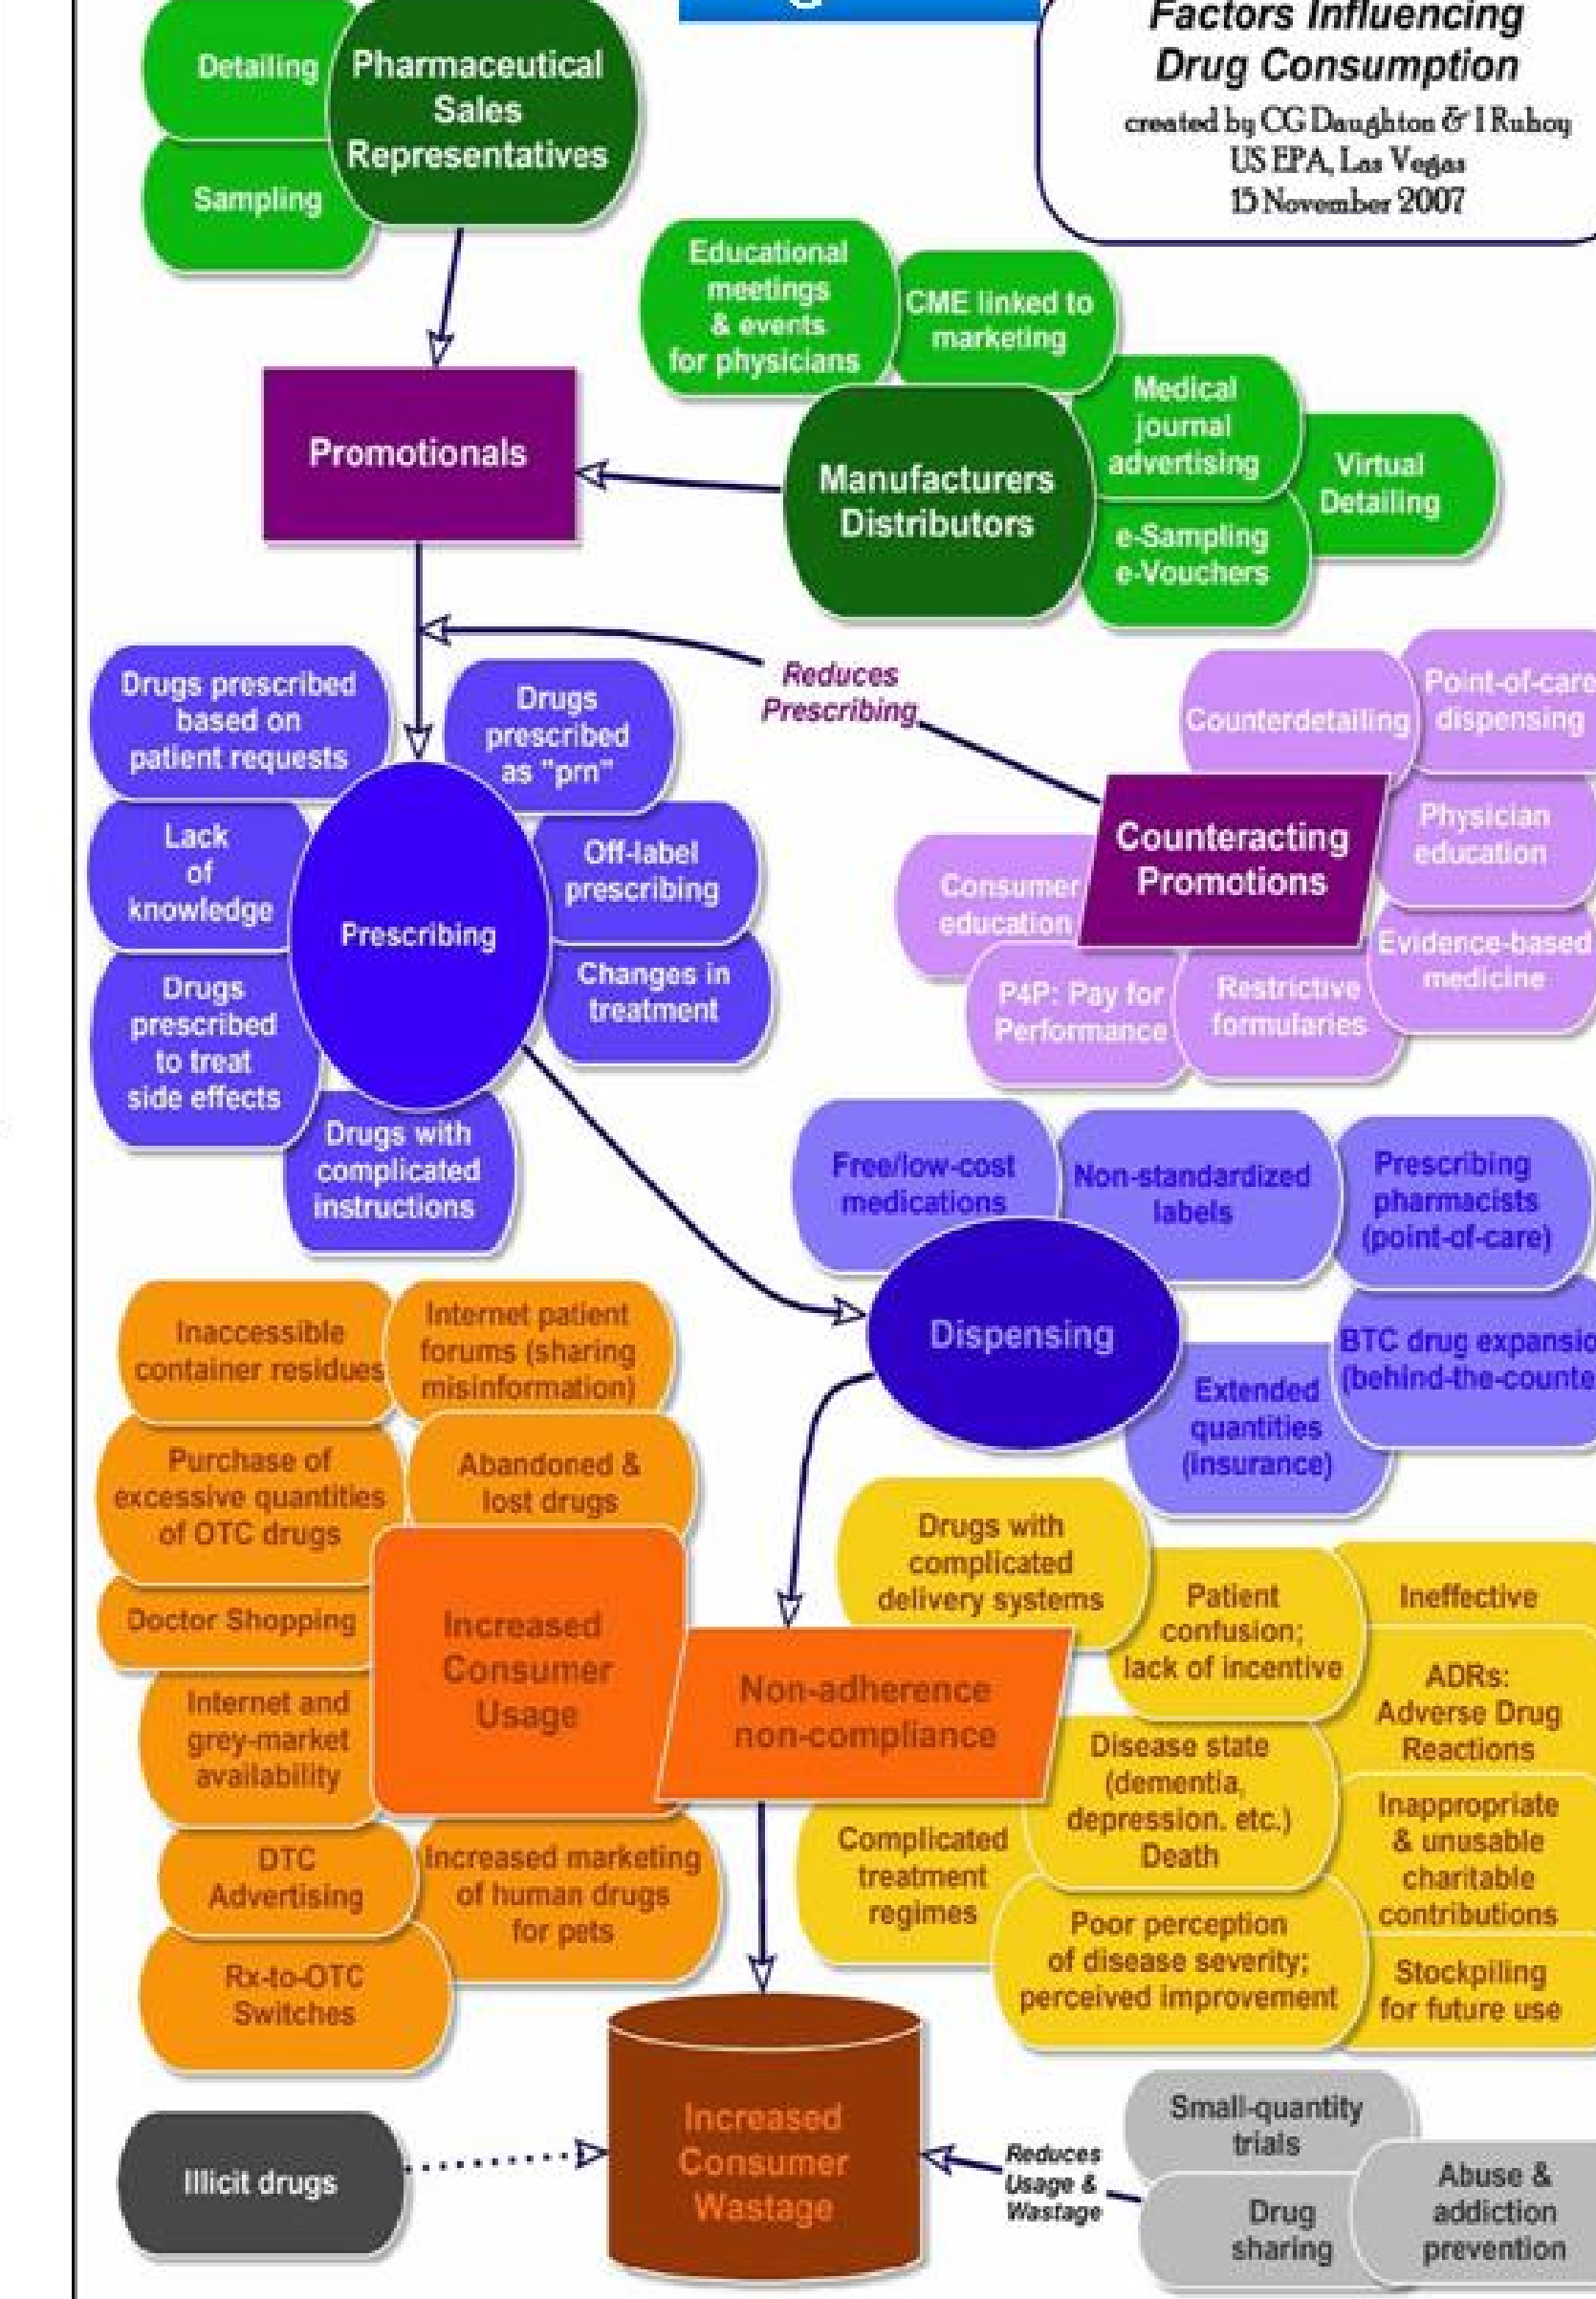 Factors Influencing
Drug Consumption
created by CG Daughton & I Ruhoy
US EPA, Las Vegas
15 November 2007
Detailing
Sampling
Pharmaceutical
Sales
Representatives
Educational
meetings
& events
for physicians
CME linked to
marketing
Medical
journal
advertising
Virtual
Detailing
e-Sampling
e-Vouchers
Manufacturers
Distributors
Promotionals
Reduces
Prescribing
Drugs prescribed
based on
patient requests
Drugs
prescribed
as "prn"
Lack
of
knowledge
Off-label
prescribing
Prescribing
Changes in
treatment
Drugs
prescribed
to treat
side effects
Drugs with
complicated
instructions
Counterdetailing
Point-of-care
dispensing
Counteracting
Promotions
Physician
education
Consumer
education
Evidence-based
medicine
P4P: Pay for
Performance
Restrictive
formularies
Free/low-cost
medications
Non-standardized
labels
Prescribing
pharmacists
(point-of-care)
Dispensing
BTC drug expansio
(behind-the-counte
Extended
quantities
(insurance)
Inaccessible
container residues
Internet patient
forums (sharing
misinformation)
Purchase of
excessive quantities
of OTC drugs
Abandoned &
lost drugs
Doctor Shopping
Increased
Consumer
Usage
Internet and
grey-market
availability
DTC
Advertising
Increased marketing
of human drugs
for pets
Rx-to-OTC
Switches
Non-adherence
non-compliance
Drugs with
complicated
delivery systems
Patient
confusion;
lack of incentive
Ineffective
ADRs:
Adverse Drug
Reactions
Disease state
(dementia,
depression. etc.)
Death
Inappropriate
& unusable
charitable
contributions
Complicated
treatment
regimes
Poor perception
of disease severity;
perceived improvement
Stockpiling
for future use
Illicit drugs
Increased
Consumer
Wastage
Reduces
Usage &
Wastage
Small-quantity
trials
Drug
sharing
Abuse &
addiction
prevention